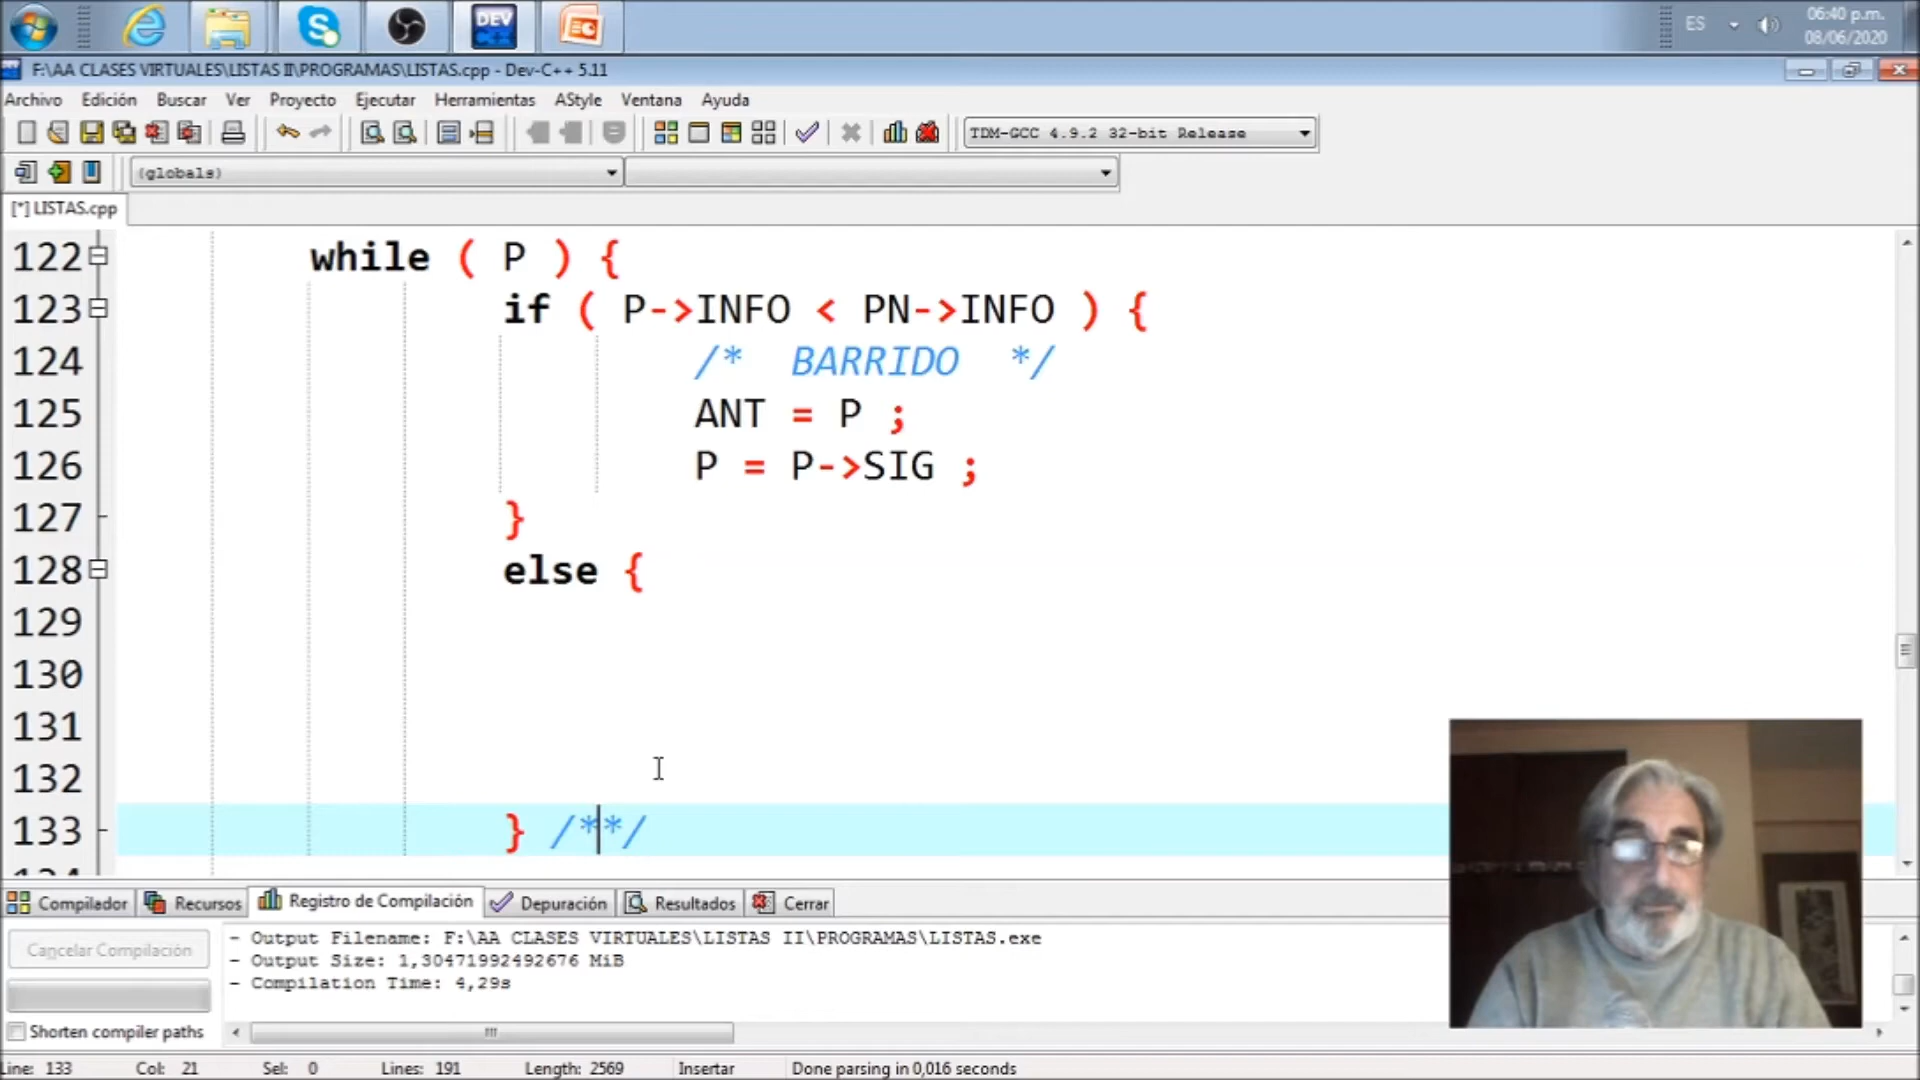 DEV
C++
ES
06:40 p.m.
08/06/2020
F:\AA CLASES VIRTUALES\LISTAS II\PROGRAMAS\LISTAS.cpp - Dev-C++ 5.11
Archivo Edición Buscar Ver Proyecto Ejecutar Herramientas AStyle Ventana Ayuda
TDM-GCC 4.9.2 32-bit Release
(globals)
[*] LISTAS.cpp
122 while ( P ) {
123 if ( P->INFO < PN->INFO ) {
124 /* BARRIDO */
125 ANT = P ;
126 P = P->SIG ;
127 }
128 else {
129
130
131
132
133 } /**/
Compilador Recursos Registro de Compilación Depuración Resultados Cerrar
Cancelar Compilación
- Output Filename: F:\AA CLASES VIRTUALES\LISTAS II\PROGRAMAS\LISTAS.exe
- Output Size: 1,30471992492676 MiB
- Compilation Time: 4,29s
Shorten compiler paths
Line: 133 Col: 21 Sel: 0 Lines: 191 Length: 2569 Insertar Done parsing in 0,016 seconds